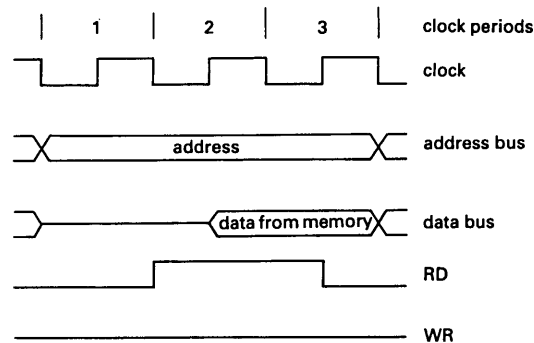 1 2 3 clock periods
clock
address address bus
data from memory data bus
RD
WR